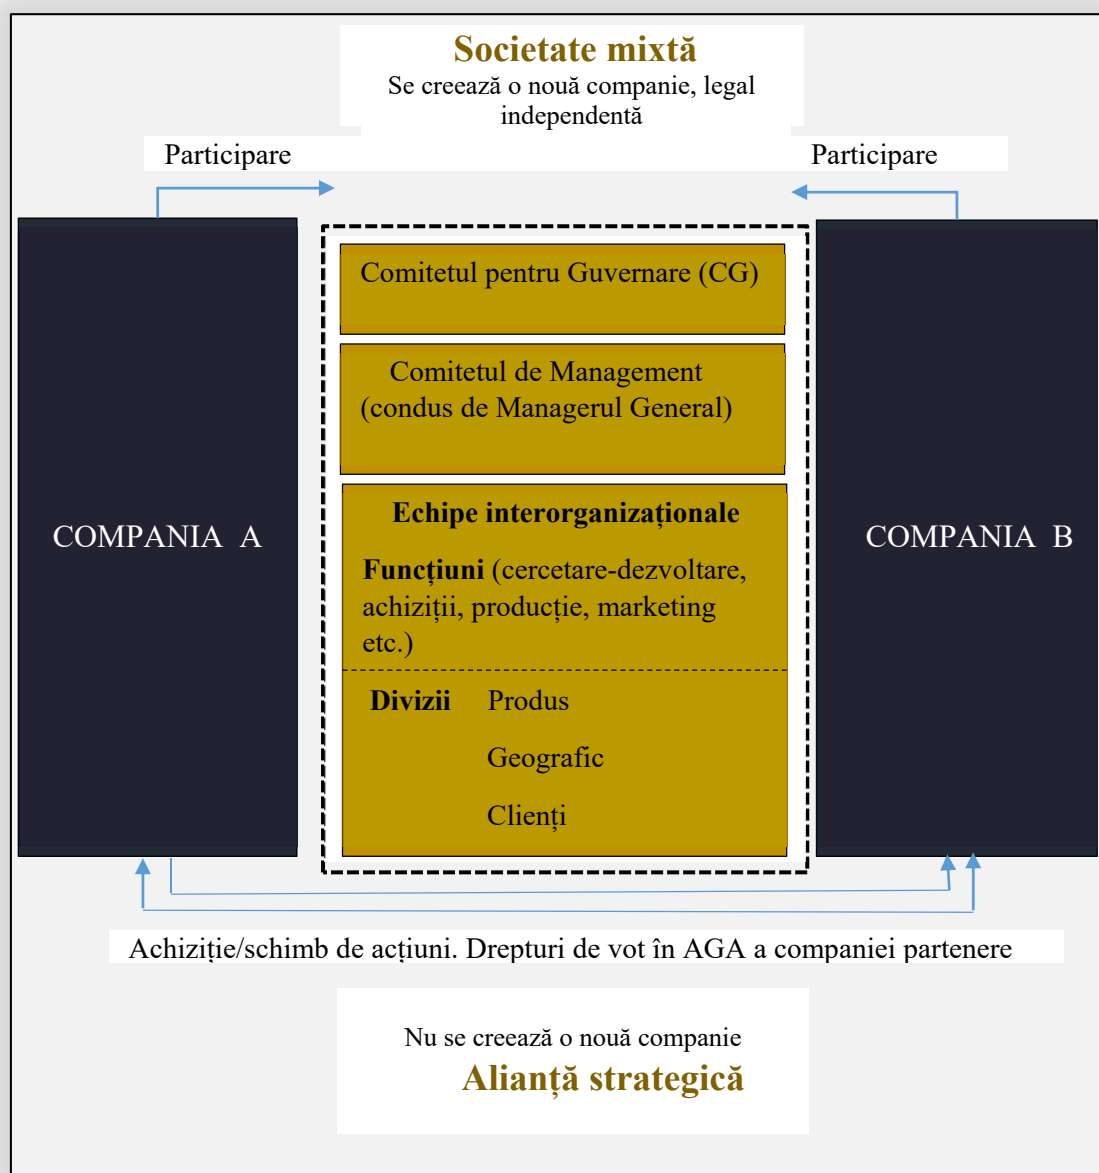 Societate mixtă
Se creează o nouă companie, legal
independentă
Participare
Participare
Comitetul pentru Guvernare (CG)
Comitetul de Management
(condus de Managerul General)
COMPANIA A
Echipe interorganizaționale
Funcțiuni (cercetare-dezvoltare,
achiziții, producție, marketing
etc.)
Divizii Produs
Geografic
Clienți
COMPANIA B
Achiziție/schimb de acțiuni. Drepturi de vot în AGA a companiei partenere
Nu se creează o nouă companie
Alianță strategică